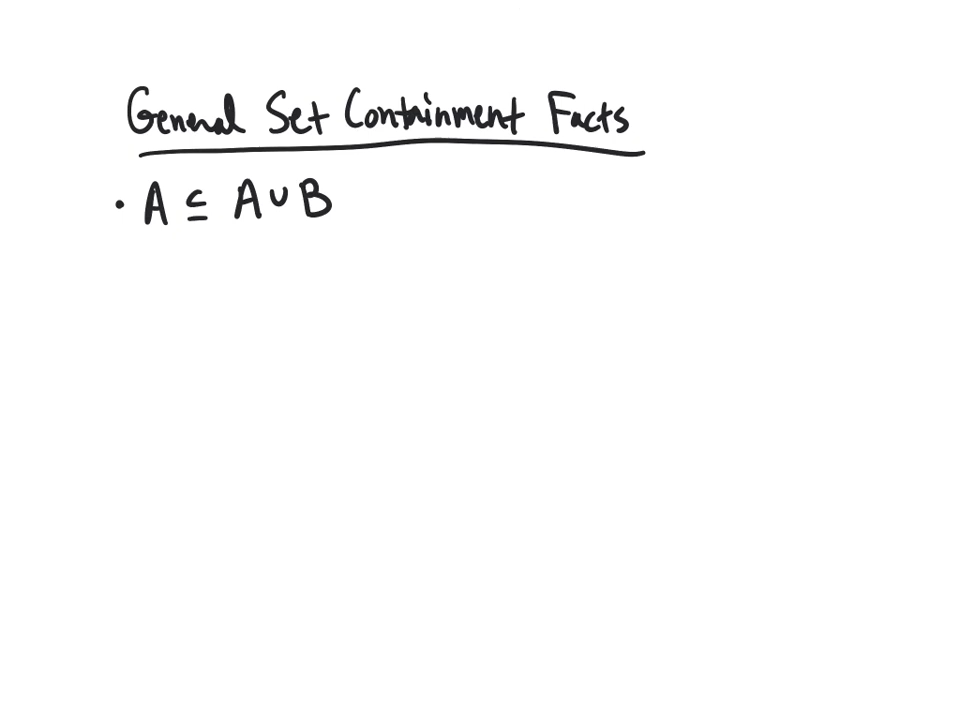 General Set Containment Facts
· A ⊆ A ∪ B